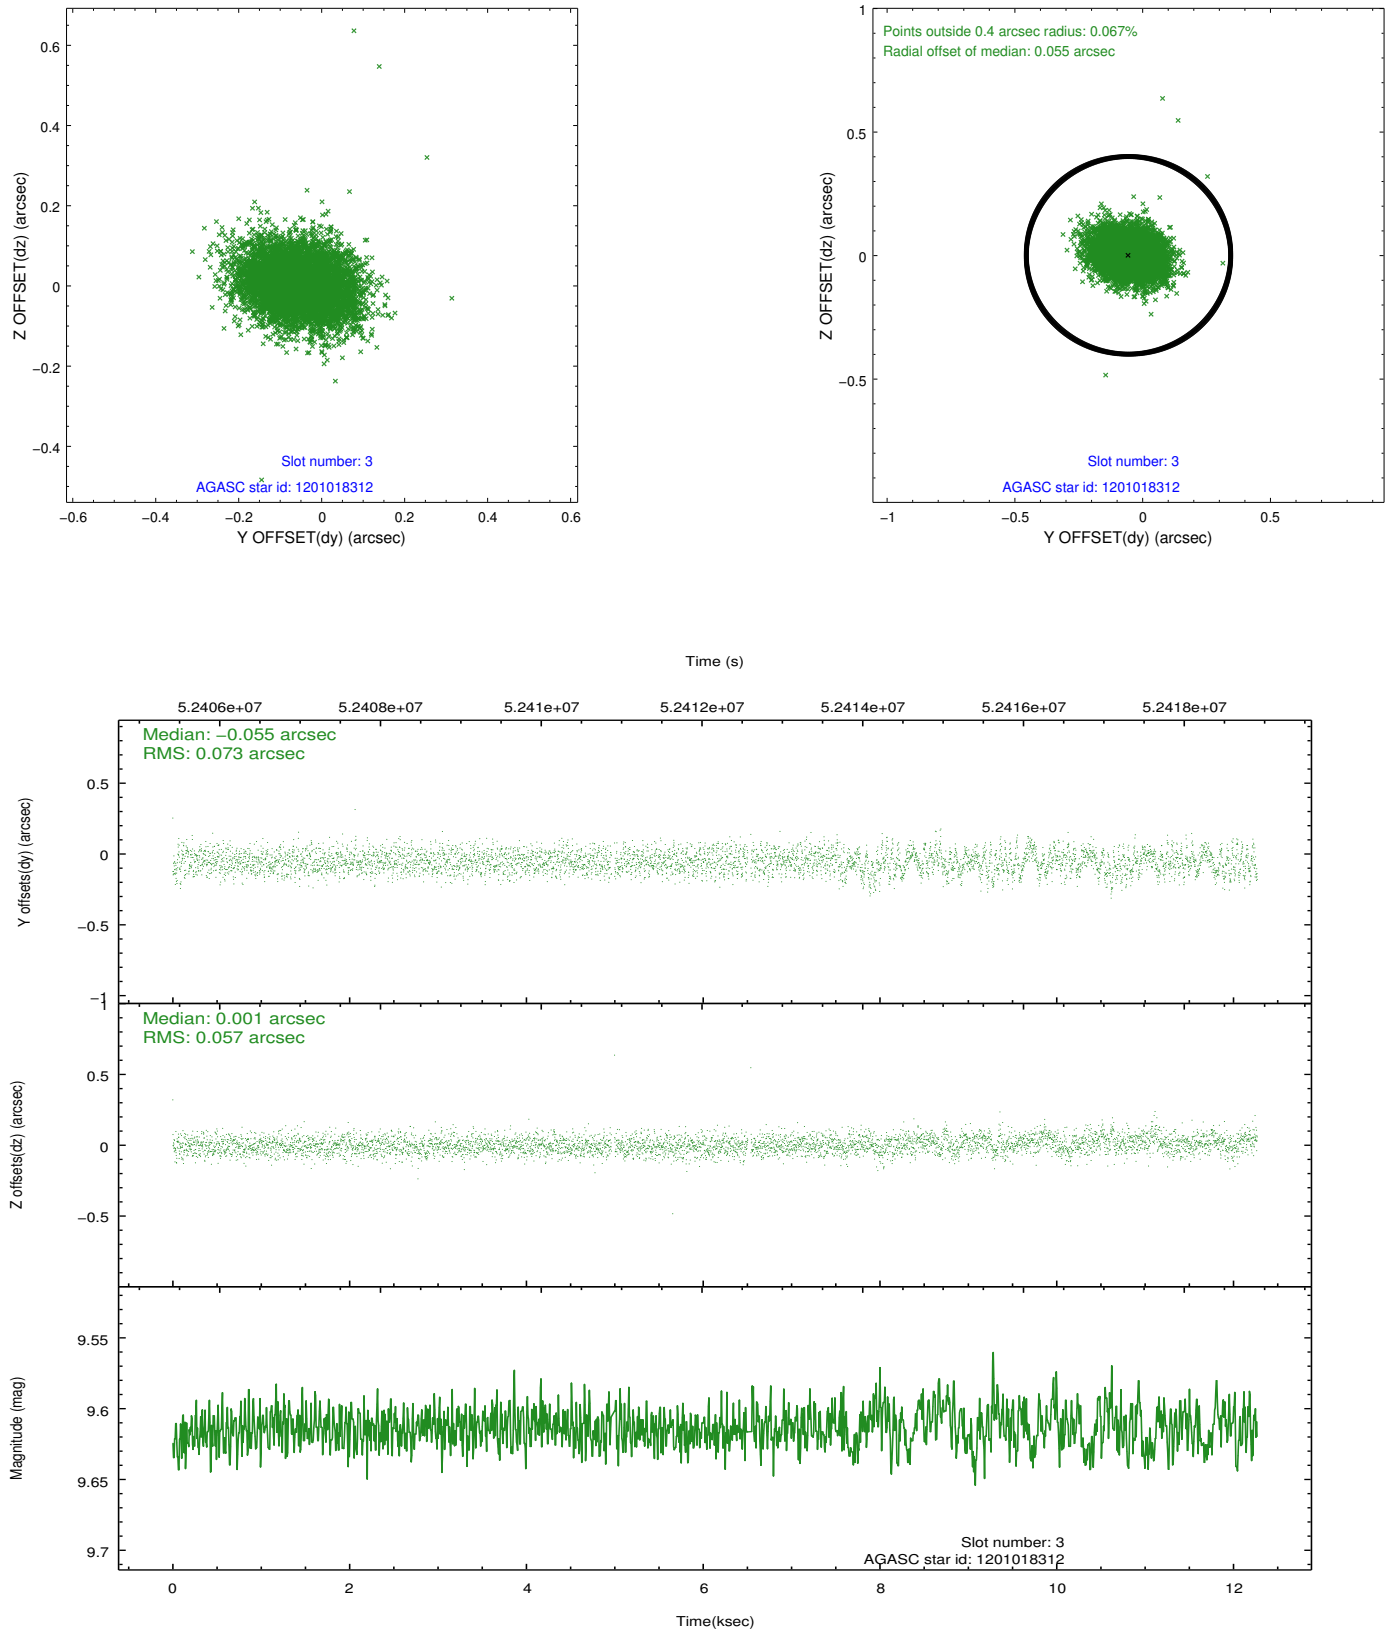 0.6
0.4
0.2
0
−0.2
−0.4
Z OFFSET(dz) (arcsec)
Slot number: 3
AGASC star id: 1201018312
−0.6 −0.4 −0.2 0 0.2 0.4 0.6
Y OFFSET(dy) (arcsec)
Points outside 0.4 arcsec radius: 0.067%
Radial offset of median: 0.055 arcsec
1
0.5
0
−0.5
Z OFFSET(dz) (arcsec)
Slot number: 3
AGASC star id: 1201018312
−1 −0.5 0 0.5
Y OFFSET(dy) (arcsec)
Time (s)
5.2406e+07 5.2408e+07 5.241e+07 5.2412e+07 5.2414e+07 5.2416e+07 5.2418e+07
Median: −0.055 arcsec
RMS: 0.073 arcsec
0.5
0
−0.5
−1
Y offsets(dy) (arcsec)
1
Median: 0.001 arcsec
RMS: 0.057 arcsec
0.5
0
−0.5
Z offsets(dz) (arcsec)
9.55
9.6
9.65
9.7
Magnitude (mag)
Slot number: 3
AGASC star id: 1201018312
0 2 4 6 8 10 12
Time(ksec)